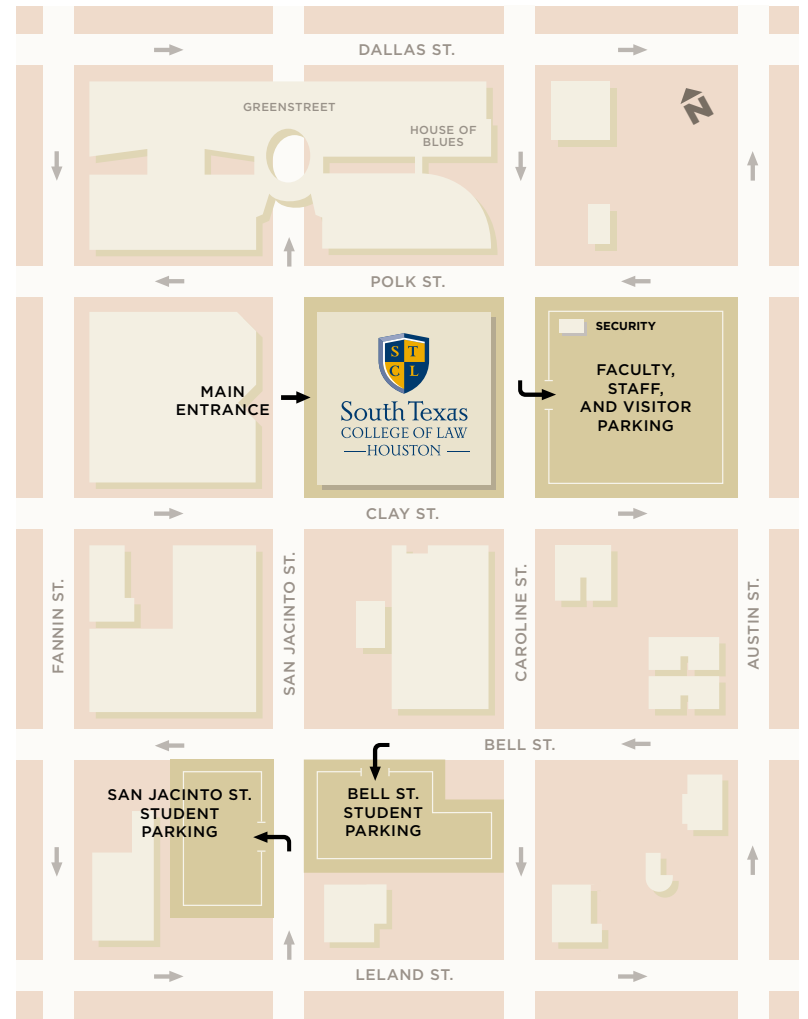 DALLAS ST.
GREENSTREET
HOUSE OF
BLUES
N
POLK ST.
SECURITY
S T
C L
South Texas
COLLEGE OF LAW
HOUSTON
MAIN
ENTRANCE
FACULTY,
STAFF,
AND VISITOR
PARKING
CLAY ST.
FANNIN ST.
SAN JACINTO ST.
CAROLINE ST.
AUSTIN ST.
BELL ST.
SAN JACINTO ST.
STUDENT
PARKING
BELL ST.
STUDENT
PARKING
LELAND ST.